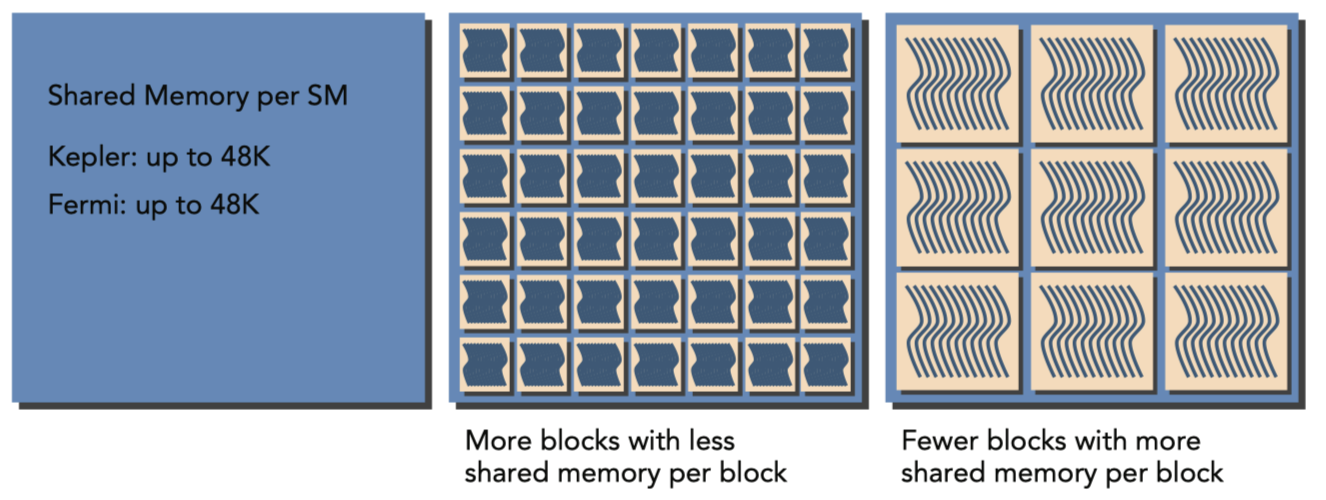 Shared Memory per SM
Kepler: up to 48K
Fermi: up to 48K
More blocks with less
shared memory per block
Fewer blocks with more
shared memory per block